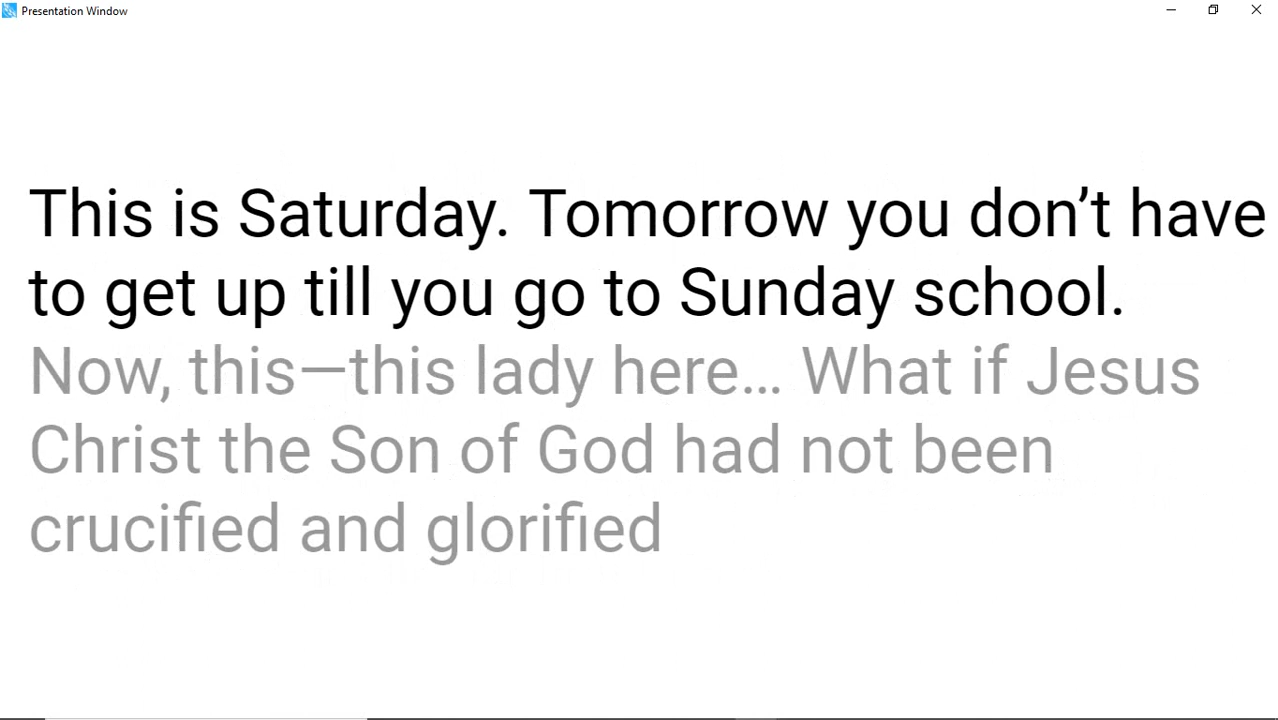 Presentation Window
This is Saturday. Tomorrow you don’t have
to get up till you go to Sunday school.
Now, this—this lady here… What if Jesus
Christ the Son of God had not been
crucified and glorified